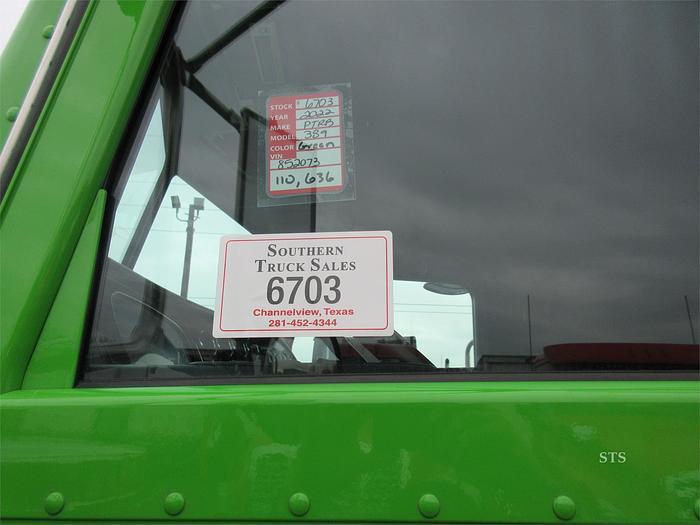 STOCK # 6703
YEAR 2022
MAKE PTRB
MODEL 389
COLOR Green
VIN
852073
110,636
SOUTHERN
TRUCK SALES
6703
Channelview, Texas
281-452-4344
STS